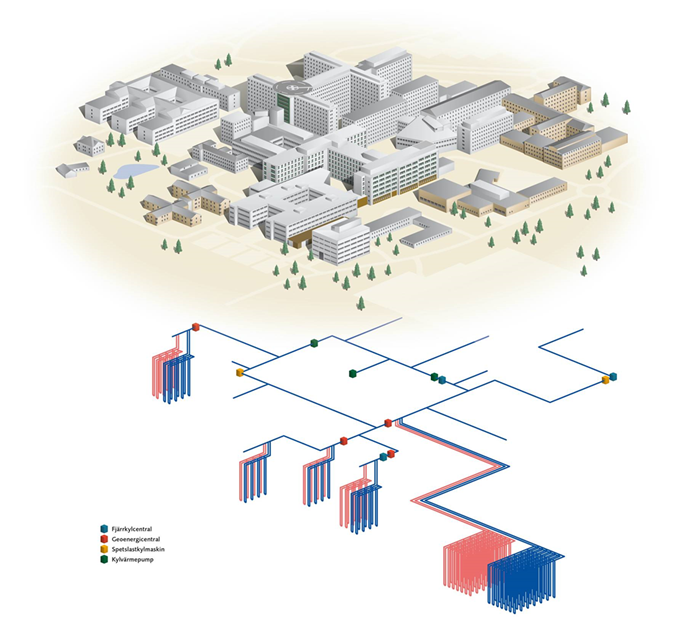 Fjärrkylcentral
Geoenergicentral
Spetslastkylmaskin
Kylvärmepump